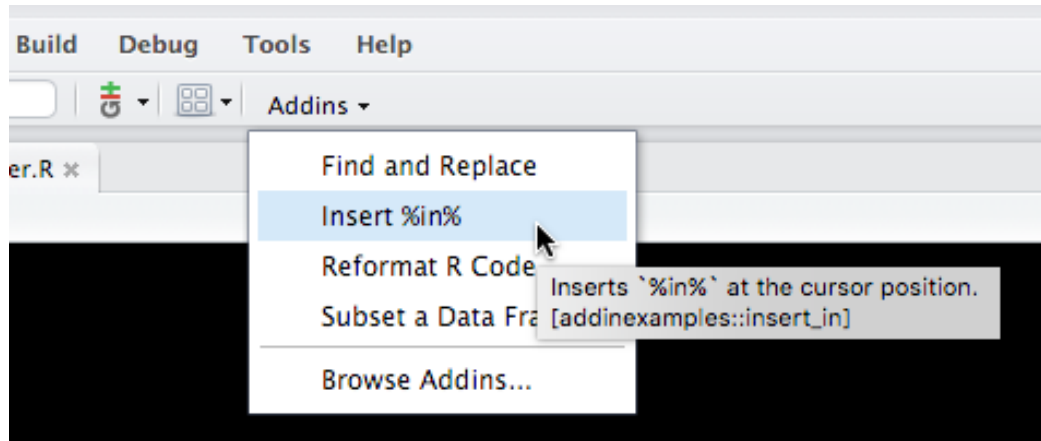 Build Debug Tools Help
Addins
er.R
Find and Replace
Insert %in%
Reformat R Code
Inserts `%in%` at the cursor position.
Subset a Data Fra
[addinexamples::insert_in]
Browse Addins...